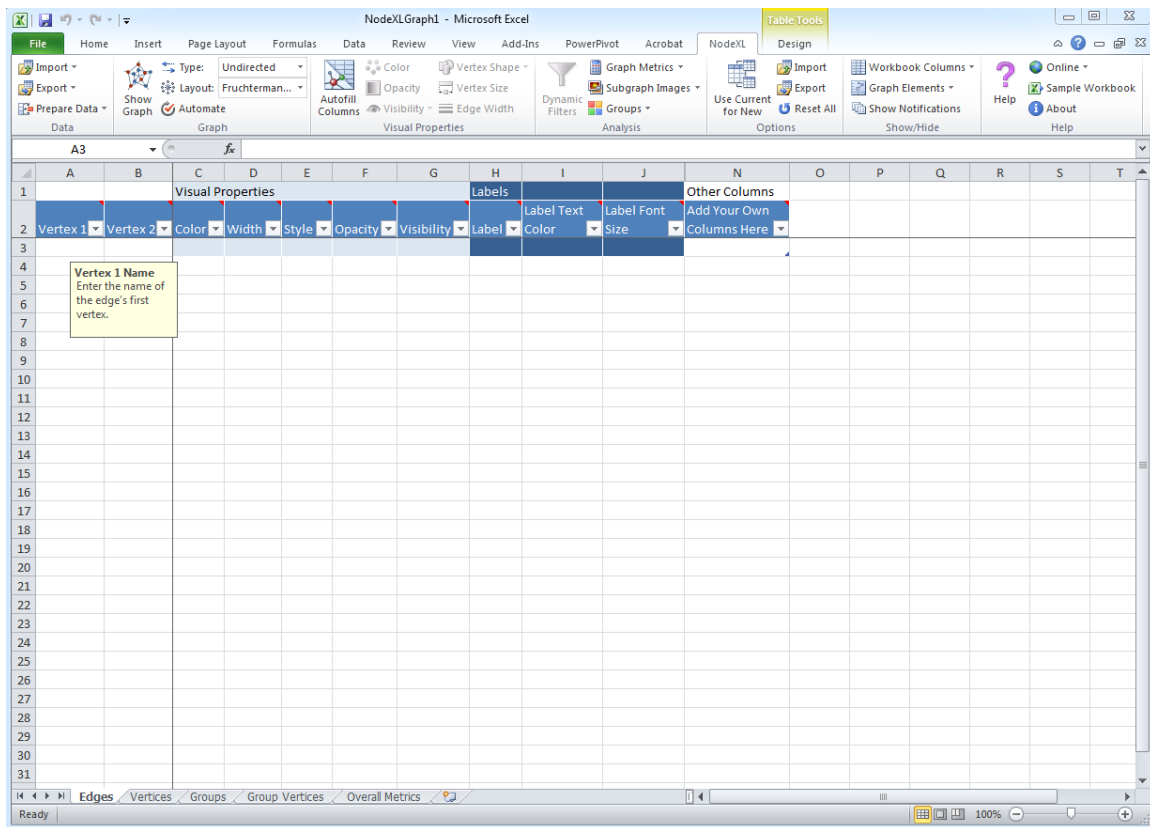 NodeXLGraph1 - Microsoft Excel
Table Tools
File Home Insert Page Layout Formulas Data Review View Add-Ins PowerPivot Acrobat NodeXL Design
Import
Export
Prepare Data
Data
Show Graph
Type: Undirected
Layout: Fruchterman...
Automate
Graph
Autofill Columns
Color
Opacity
Visibility
Vertex Shape
Vertex Size
Edge Width
Visual Properties
Dynamic Filters
Graph Metrics
Subgraph Images
Groups
Analysis
Use Current for New
Import
Export
Reset All
Options
Workbook Columns
Graph Elements
Show Notifications
Show/Hide
Help
Online
Sample Workbook
About
Help
A3 fx
A B C D E F G H I J N O P Q R S T
1 Visual Properties Labels Other Columns
2 Vertex 1 Vertex 2 Color Width Style Opacity Visibility Label Label Text Color Label Font Size Add Your Own Columns Here
3
4
5
6
7
8
9
10
11
12
13
14
15
16
17
18
19
20
21
22
23
24
25
26
27
28
29
30
31
Vertex 1 Name
Enter the name of
the edge's first
vertex.
Edges Vertices Groups Group Vertices Overall Metrics
Ready 100%